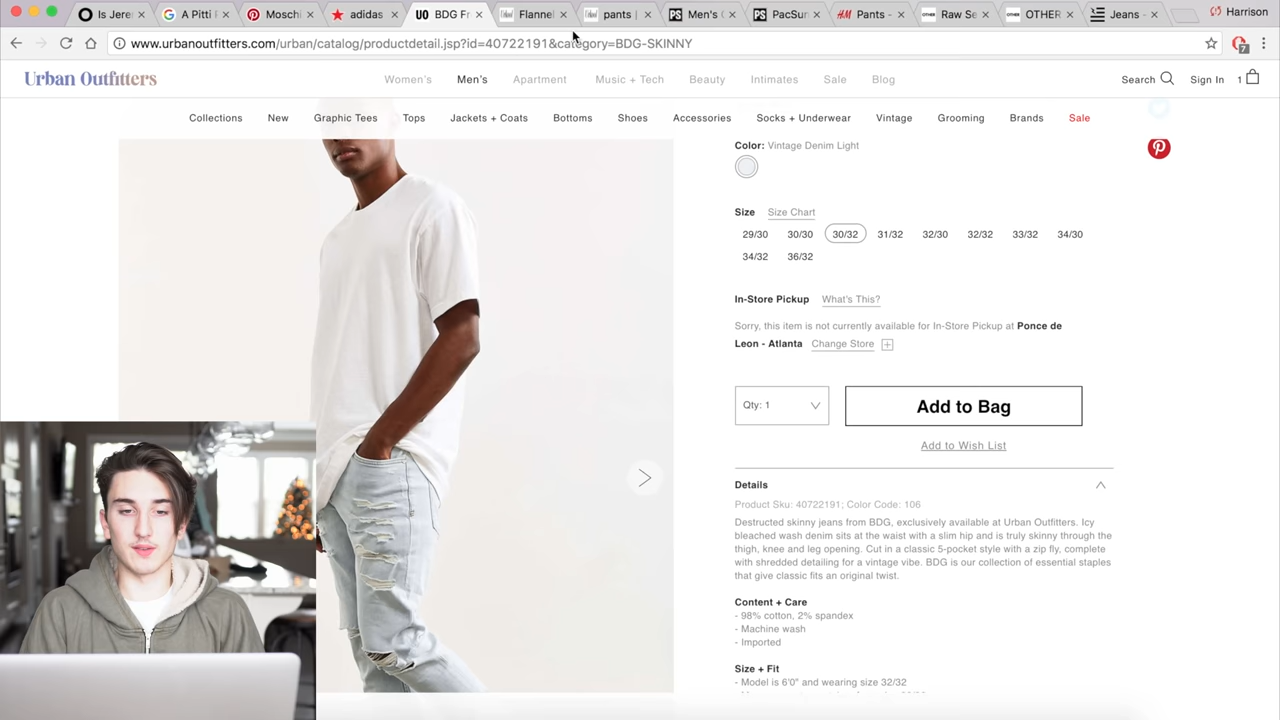 Is Jerem
A Pitti P
Moschi
adidas
BDG Fr
Flannel
pants |
Men's (
PacSun
Pants -
Raw Se
OTHER
Jeans -
Harrison
www.urbanoutfitters.com/urban/catalog/productdetail.jsp?id=40722191&category=BDG-SKINNY
7
Urban Outfitters
Women's Men's Apartment Music + Tech Beauty Intimates Sale Blog
Search Sign In 1
Collections New Graphic Tees Tops Jackets + Coats Bottoms Shoes Accessories Socks + Underwear Vintage Grooming Brands Sale
Color: Vintage Denim Light
Size Size Chart
29/30 30/30 30/32 31/32 32/30 32/32 33/32 34/30
34/32 36/32
In-Store Pickup What's This?
Sorry, this item is not currently available for In-Store Pickup at Ponce de
Leon - Atlanta Change Store
Qty: 1
Add to Bag
Add to Wish List
Details
Product Sku: 40722191; Color Code: 106
Destructed skinny jeans from BDG, exclusively available at Urban Outfitters. Icy
bleached wash denim sits at the waist with a slim hip and is truly skinny through the
thigh, knee and leg opening. Cut in a classic 5-pocket style with a zip fly, complete
with shredded detailing for a vintage vibe. BDG is our collection of essential staples
that give classic fits an original twist.
Content + Care
- 98% cotton, 2% spandex
- Machine wash
- Imported
Size + Fit
- Model is 6'0" and wearing size 32/32